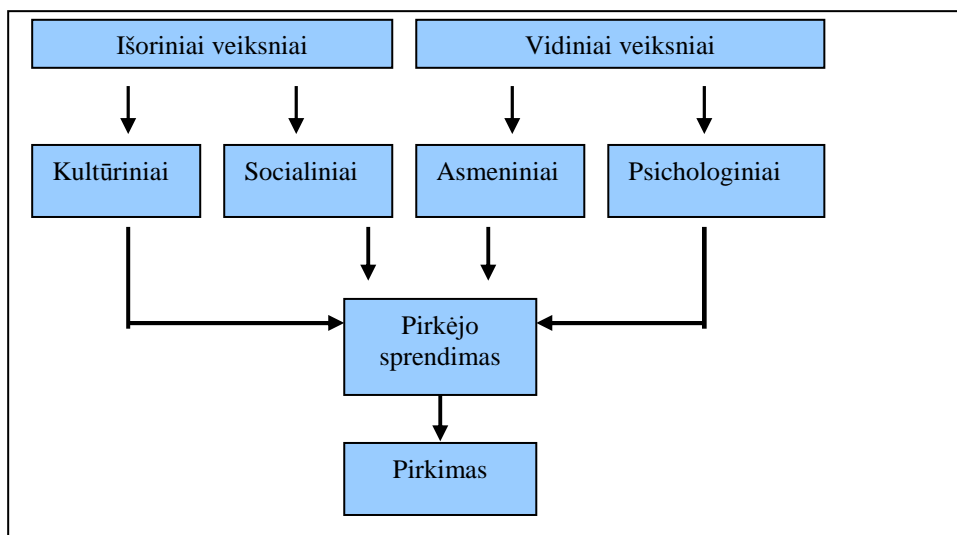 Išoriniai veiksniai
Vidiniai veiksniai
Kultūriniai
Socialiniai
Asmeniniai
Psichologiniai
Pirkėjo
sprendimas
Pirkimas